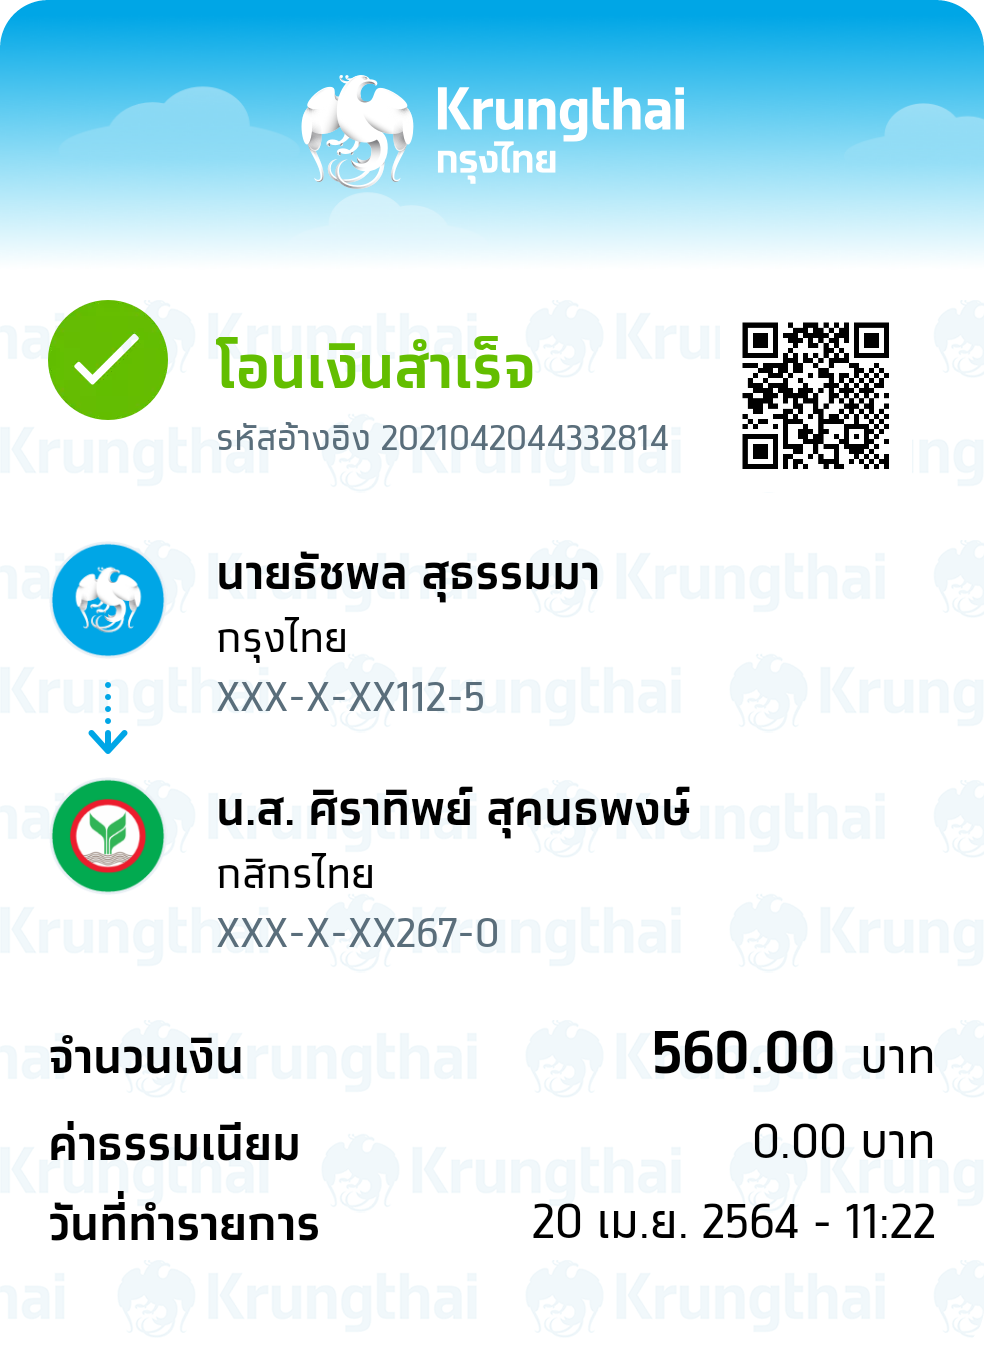 Krungthai
กรุงไทย
โอนเงินสำเร็จ
รหัสอ้างอิง 2021042044332814
นายธัชพล สุธรรมมา
กรุงไทย
XXX-X-XX112-5
น.ส. ศิราทิพย์ สุคนธพงษ์
กสิกรไทย
XXX-X-XX267-0
จำนวนเงิน 560.00 บาท
ค่าธรรมเนียม 0.00 บาท
วันที่ทำรายการ 20 เม.ย. 2564 - 11:22